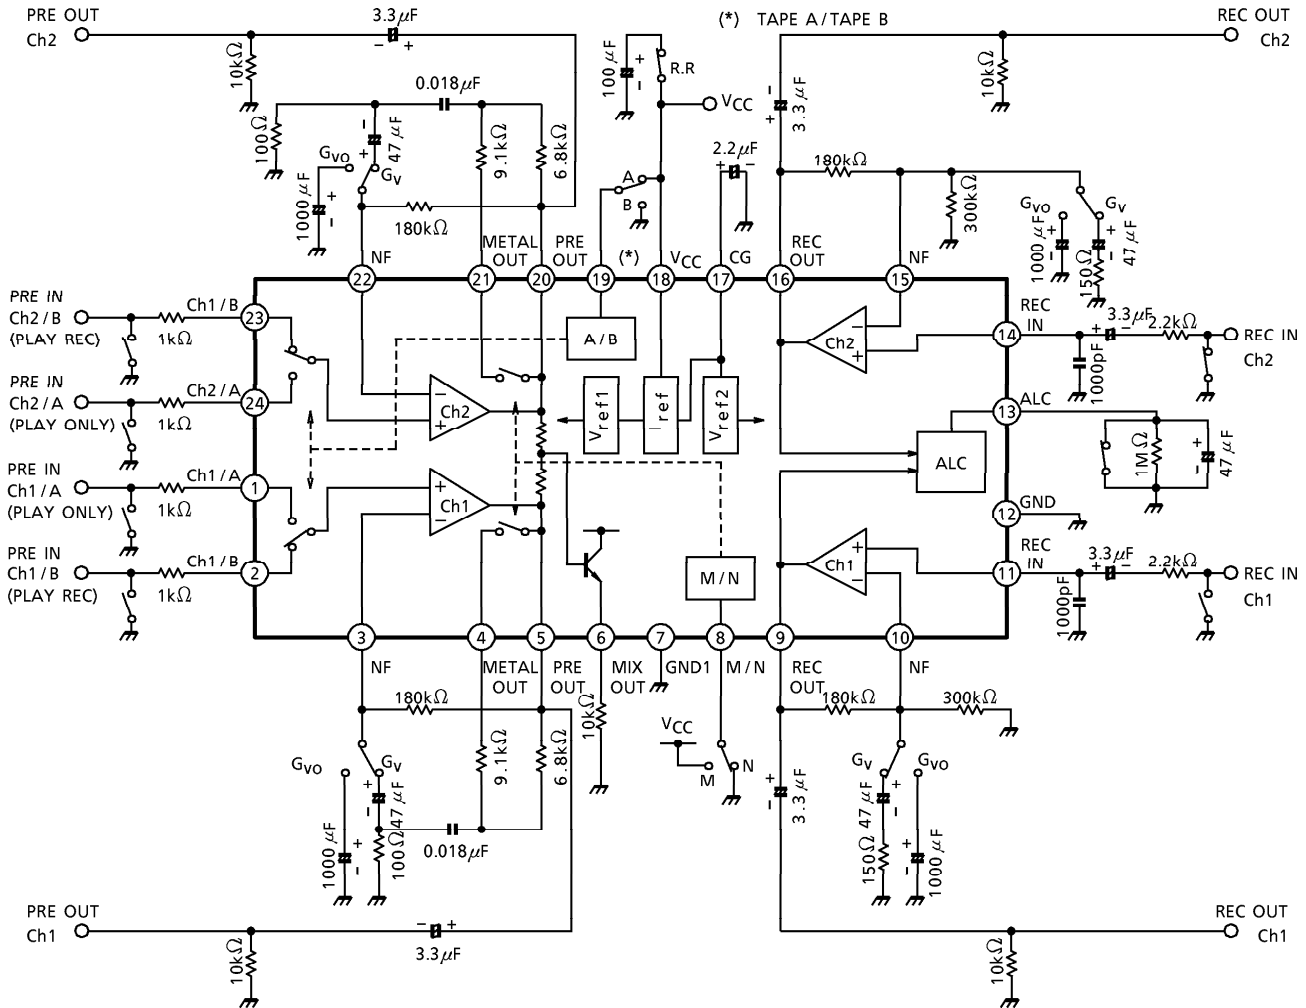 PRE OUT
Ch2
3.3μF
− +
10kΩ
0.018μF
100Ω
47μF
GVO
GV
1000μF
180kΩ
9.1kΩ
6.8kΩ
(*) TAPE A/TAPE B
100μF
R.R
VCC
2.2μF
A
B
3.3μF
180kΩ
300kΩ
REC OUT
Ch2
10kΩ
GVO
GV
1000μF
47μF
150Ω
NF
METAL OUT
PRE OUT
(*)
VCC
CG
REC OUT
NF
22
21
20
19
18
17
16
15
PRE IN
Ch2/B
(PLAY REC)
1kΩ
Ch1/B
23
PRE IN
Ch2/A
(PLAY ONLY)
1kΩ
Ch2/A
24
PRE IN
Ch1/A
(PLAY ONLY)
1kΩ
Ch1/A
1
PRE IN
Ch1/B
(PLAY REC)
1kΩ
Ch1/B
2
A/B
Ch2
− +
Ch1
+ −
Vref1
ref
Vref2
Ch2
− +
ALC
Ch1
+ −
M/N
REC IN
14
3.3μF
2.2kΩ
1000pF
REC IN
Ch2
ALC
13
1MΩ
47μF
GND
12
REC IN
11
3.3μF
2.2kΩ
1000pF
REC IN
Ch1
3
4
5
6
7
8
9
10
NF
METAL OUT
PRE OUT
MIX OUT
GND1
M/N
REC OUT
NF
180kΩ
GVO
GV
1000μF
47μF
100Ω
0.018μF
9.1kΩ
6.8kΩ
10kΩ
VCC
M
N
180kΩ
300kΩ
3.3μF
GV
GVO
47μF
150Ω
1000μF
PRE OUT
Ch1
10kΩ
− +
3.3μF
REC OUT
Ch1
10kΩ